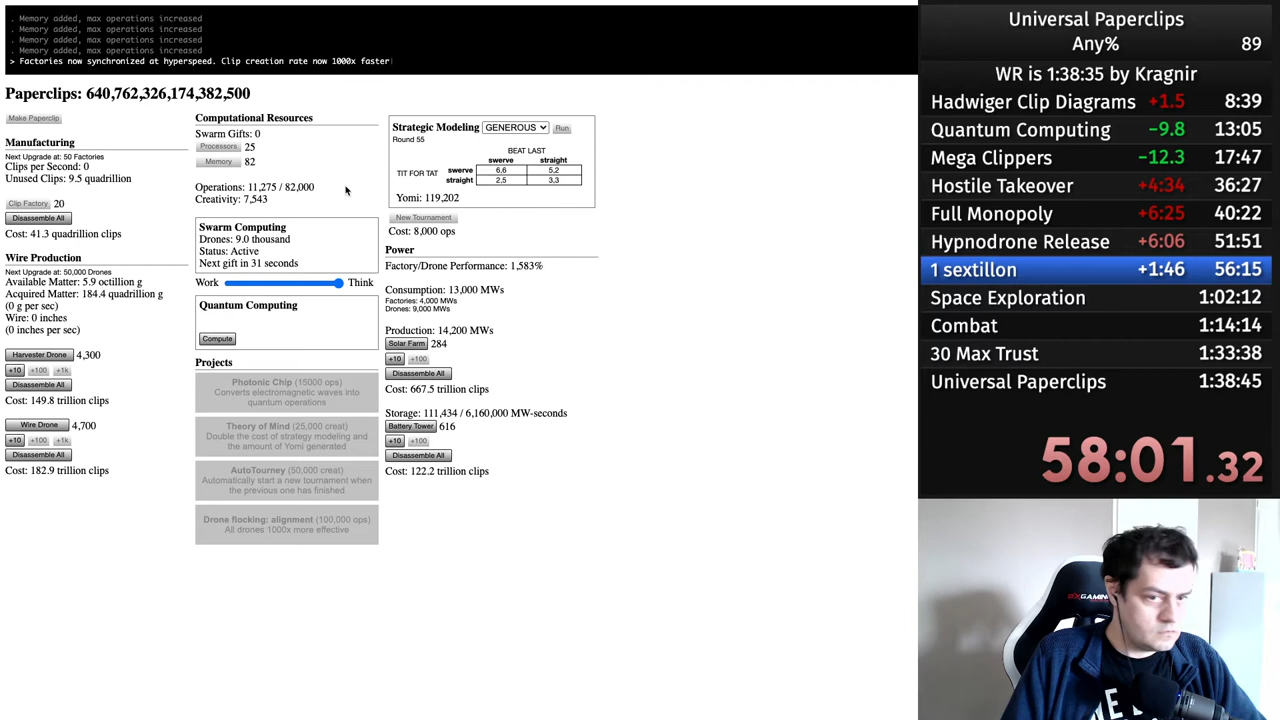 . Memory added, max operations increased
. Memory added, max operations increased
. Memory added, max operations increased
. Memory added, max operations increased
> Factories now synchronized at hyperspeed. Clip creation rate now 1000x faster
Paperclips: 640,762,326,174,382,500
Make Paperclip
Manufacturing
Next Upgrade at: 50 Factories
Clips per Second: 0
Unused Clips: 9.5 quadrillion
Clip Factory 20
Disassemble All
Cost: 41.3 quadrillion clips
Wire Production
Next Upgrade at: 50,000 Drones
Available Matter: 5.9 octillion g
Acquired Matter: 184.4 quadrillion g
(0 g per sec)
Wire: 0 inches
(0 inches per sec)
Harvester Drone 4,300
+10 +100 +1k
Disassemble All
Cost: 149.8 trillion clips
Wire Drone 4,700
+10 +100 +1k
Disassemble All
Cost: 182.9 trillion clips
Computational Resources
Swarm Gifts: 0
Processors 25
Memory 82
Operations: 11,275 / 82,000
Creativity: 7,543
Swarm Computing
Drones: 9.0 thousand
Status: Active
Next gift in 31 seconds
Work Think
Quantum Computing
Compute
Projects
Photonic Chip (15000 ops)
Converts electromagnetic waves into
quantum operations
Theory of Mind (25,000 creat)
Double the cost of strategy modeling and
the amount of Yomi generated
AutoTourney (50,000 creat)
Automatically start a new tournament when
the previous one has finished
Drone flocking: alignment (100,000 ops)
All drones 1000x more effective
Strategic Modeling GENEROUS Run
Round 55
BEAT LAST
swerve straight
TIT FOR TAT swerve 6,6 5,2
straight 2,5 3,3
Yomi: 119,202
New Tournament
Cost: 8,000 ops
Power
Factory/Drone Performance: 1,583%
Consumption: 13,000 MWs
Factories: 4,000 MWs
Drones: 9,000 MWs
Production: 14,200 MWs
Solar Farm 284
+10 +100
Disassemble All
Cost: 667.5 trillion clips
Storage: 111,434 / 6,160,000 MW-seconds
Battery Tower 616
+10 +100
Disassemble All
Cost: 122.2 trillion clips
Universal Paperclips
Any% 89
WR is 1:38:35 by Kragnir
Hadwiger Clip Diagrams +1.5 8:39
Quantum Computing −9.8 13:05
Mega Clippers −12.3 17:47
Hostile Takeover +4:34 36:27
Full Monopoly +6:25 40:22
Hypnodrone Release +6:06 51:51
1 sextillon +1:46 56:15
Space Exploration 1:02:12
Combat 1:14:14
30 Max Trust 1:33:38
Universal Paperclips 1:38:45
58:01.32